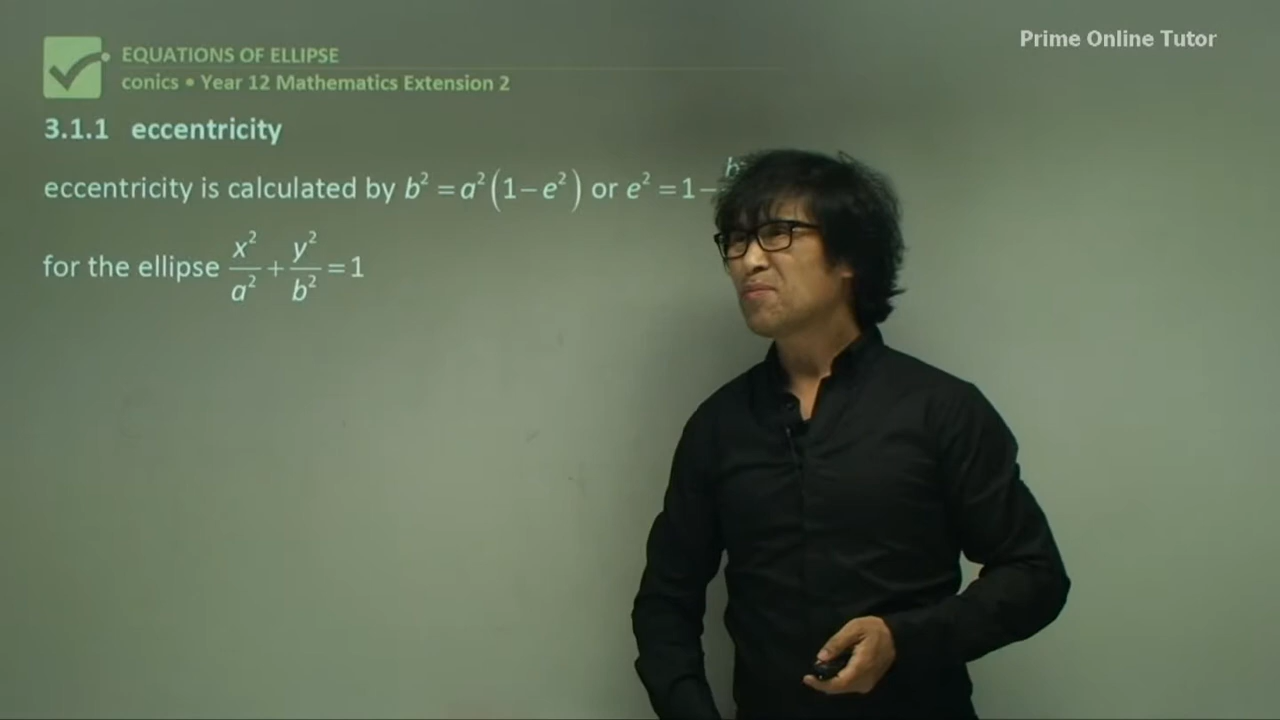 Prime Online Tutor
EQUATIONS OF ELLIPSE
conics • Year 12 Mathematics Extension 2
3.1.1 eccentricity
eccentricity is calculated by b² = a²(1−e²) or e² = 1−
for the ellipse x²/a² + y²/b² = 1